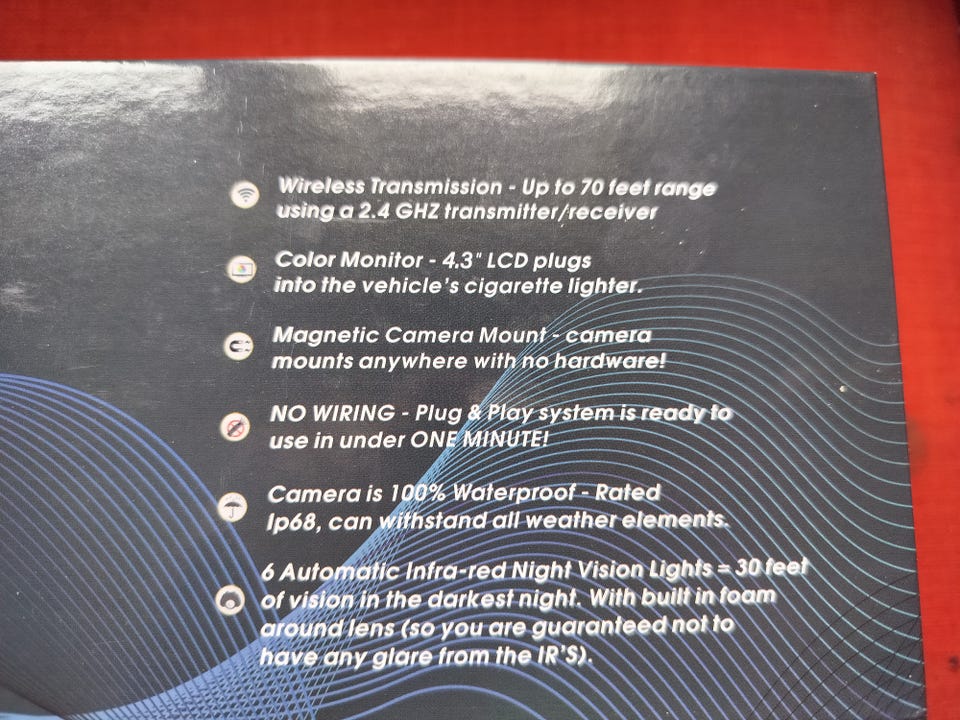 Wireless Transmission - Up to 70 feet range
using a 2.4 GHZ transmitter/receiver
Color Monitor - 4.3" LCD plugs
into the vehicle's cigarette lighter.
Magnetic Camera Mount - camera
mounts anywhere with no hardware!
NO WIRING - Plug & Play system is ready to
use in under ONE MINUTE!
Camera is 100% Waterproof - Rated
Ip68, can withstand all weather elements.
6 Automatic Infra-red Night Vision Lights = 30 feet
of vision in the darkest night. With built in foam
around lens (so you are guaranteed not to
have any glare from the IR'S).